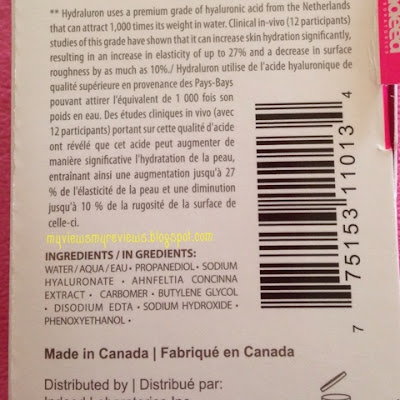 ** Hydraluron uses a premium grade of hyaluronic acid from the Netherlands
that can attract 1,000 times its weight in water. Clinical in-vivo (12 participants)
studies of this grade have shown that it can increase skin hydration significantly,
resulting in an increase in elasticity of up to 27% and a decrease in surface
roughness by as much as 10%./ Hydraluron utilise de l'acide hyaluronique de
qualité supérieure en provenance des Pays-Bays
pouvant attirer l'équivalent de 1 000 fois son
poids en eau. Des études cliniques in vivo (avec
12 participants) portant sur cette qualité d'acide
ont révélé que cet acide peut augmenter de
manière significative l'hydratation de la peau,
entraînant ainsi une augmentation jusqu'à 27
% de l'élasticité de la peau et une diminution
jusqu'à 10 % de la rugosité de la surface de
celle-ci.
myviewsmyreviews.blogspot.com
INGREDIENTS / IN GREDIENTS:
WATER / AQUA / EAU • PROPANEDIOL • SODIUM
HYALURONATE • AHNFELTIA CONCINNA
EXTRACT • CARBOMER • BUTYLENE GLYCOL
• DISODIUM EDTA • SODIUM HYDROXIDE •
PHENOXYETHANOL •
Made in Canada | Fabriqué en Canada
Distributed by | Distribué par:
Indeed Laboratories Inc.
7 75153 11013 4
deed